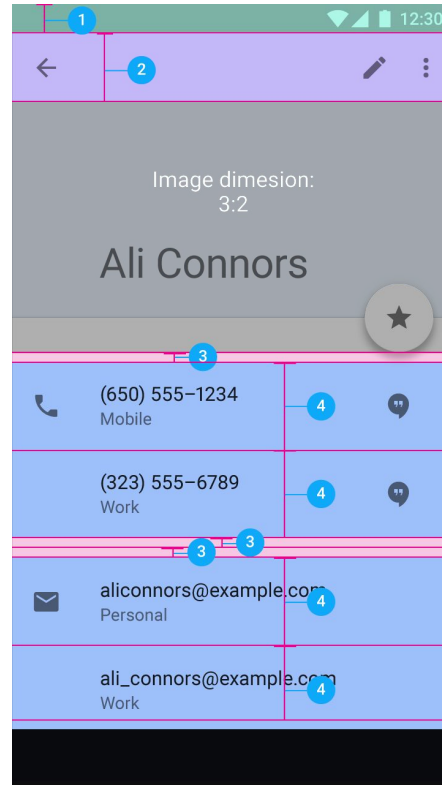 1
12:30
2
Image dimesion:
3:2
Ali Connors
3
(650) 555–1234
4
Mobile
(323) 555–6789
4
Work
3
3
aliconnors@example.com
4
Personal
ali_connors@example.com
4
Work